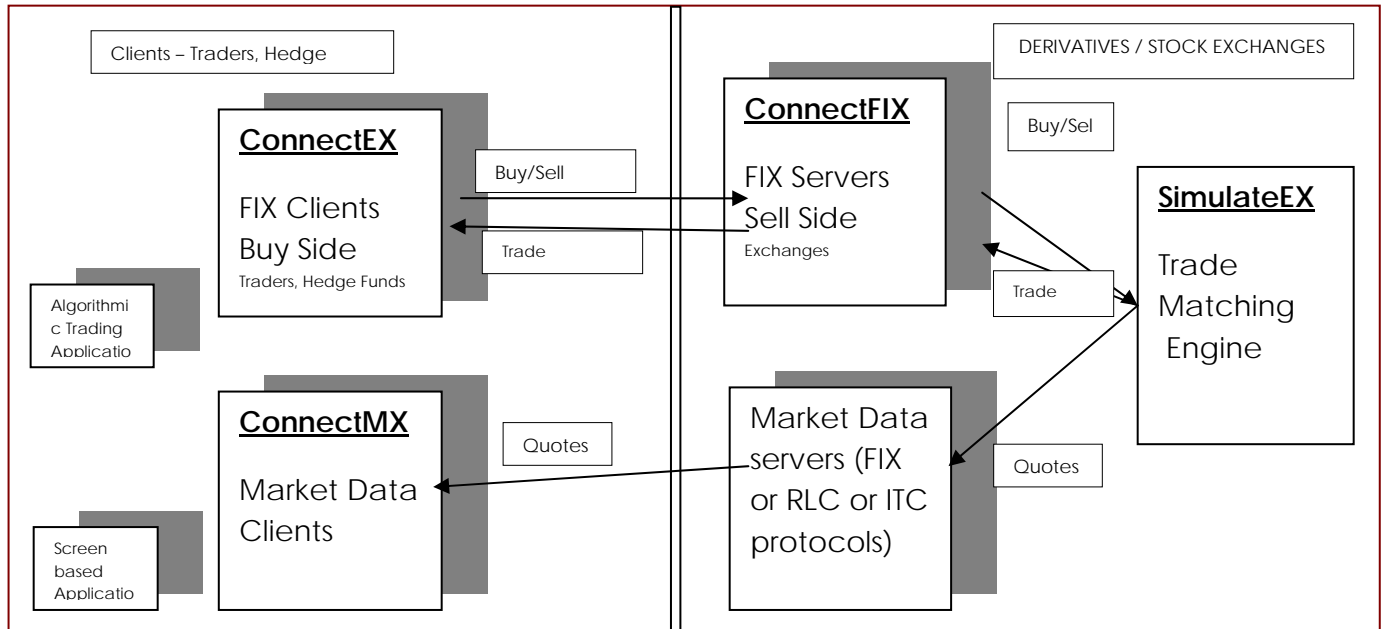 Clients – Traders, Hedge
ConnectEX
FIX Clients
Buy Side
Traders, Hedge Funds
Algorithmi
c Trading
Applicatio
Buy/Sell
Trade
ConnectMX
Market Data
Clients
Screen
based
Applicatio
Quotes
DERIVATIVES / STOCK EXCHANGES
ConnectFIX
FIX Servers
Sell Side
Exchanges
Buy/Sel
Trade
SimulateEX
Trade
Matching
Engine
Market Data
servers (FIX
or RLC or ITC
protocols)
Quotes